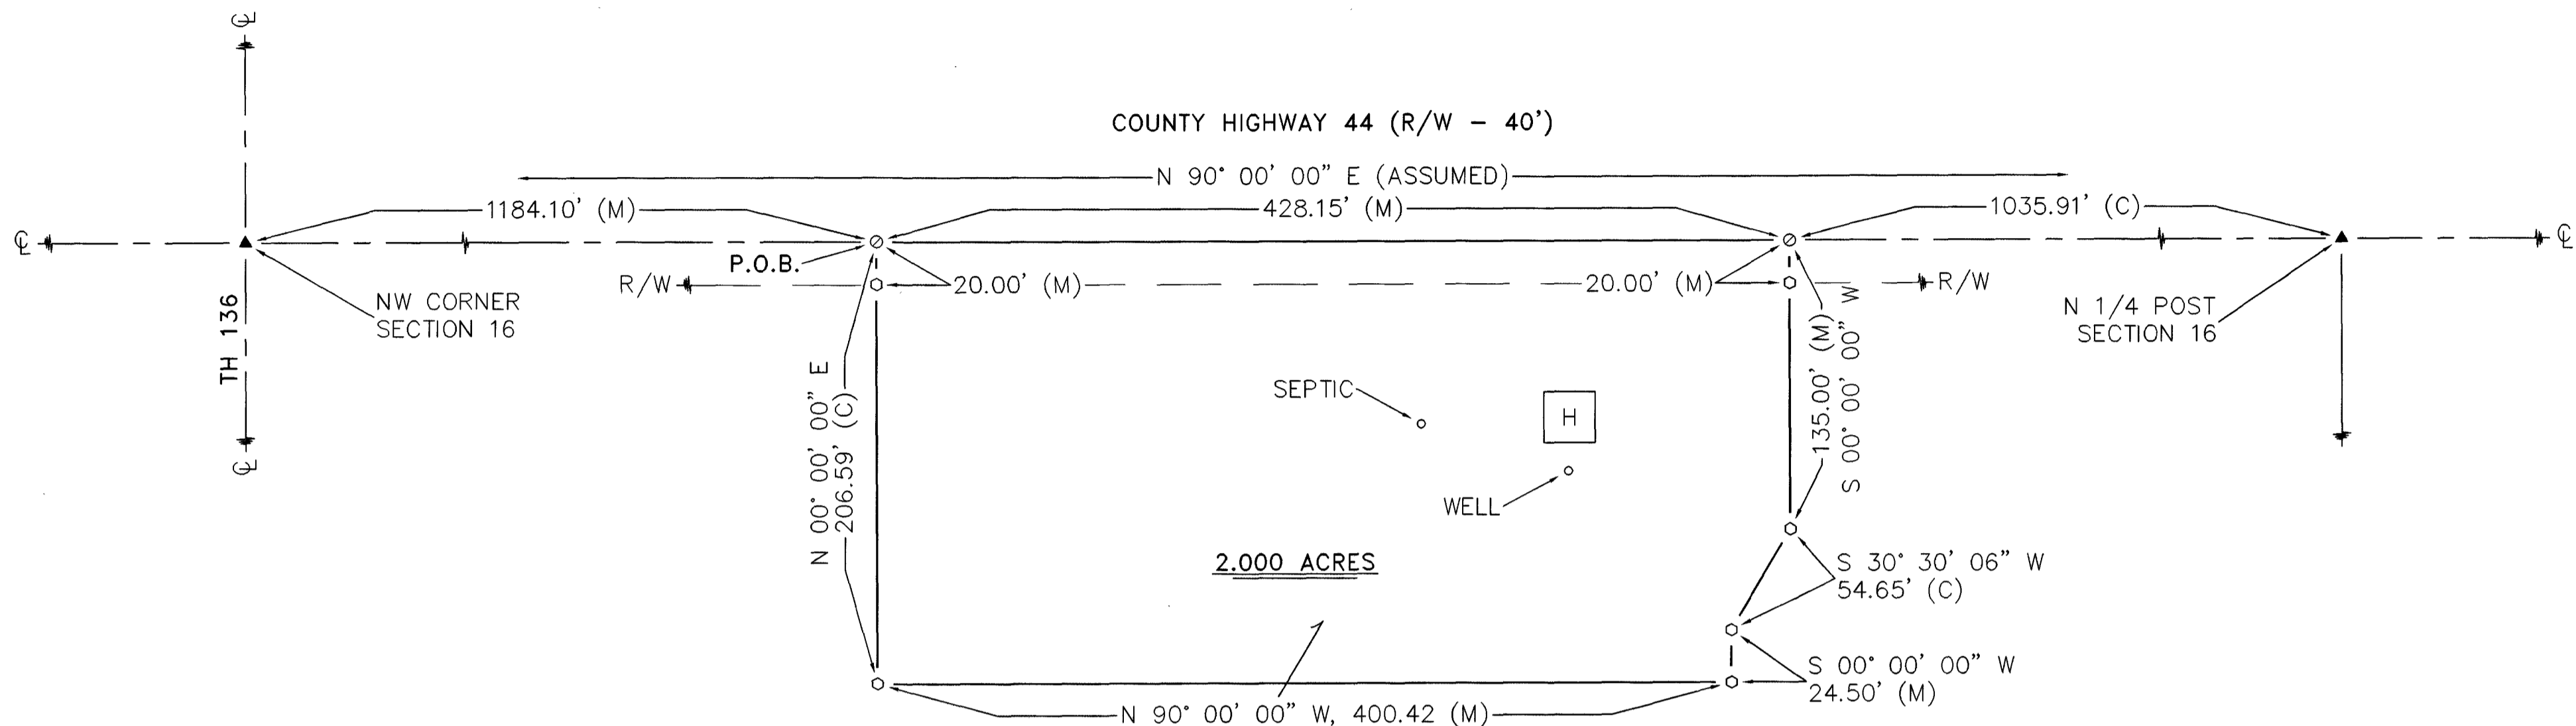 ℄
COUNTY HIGHWAY 44 (R/W - 40')
N 90° 00' 00" E (ASSUMED)
1184.10' (M)
428.15' (M)
1035.91' (C)
℄
℄
P.O.B.
R/W
20.00' (M)
20.00' (M)
R/W
NW CORNER
SECTION 16
N 1/4 POST
SECTION 16
TH 136
℄
N 00° 00' 00" E
206.59' (C)
135.00' (M)
S 00° 00' 00" W
SEPTIC
H
WELL
2.000 ACRES
S 30° 30' 06" W
54.65' (C)
S 00° 00' 00" W
24.50' (M)
N 90° 00' 00" W, 400.42 (M)